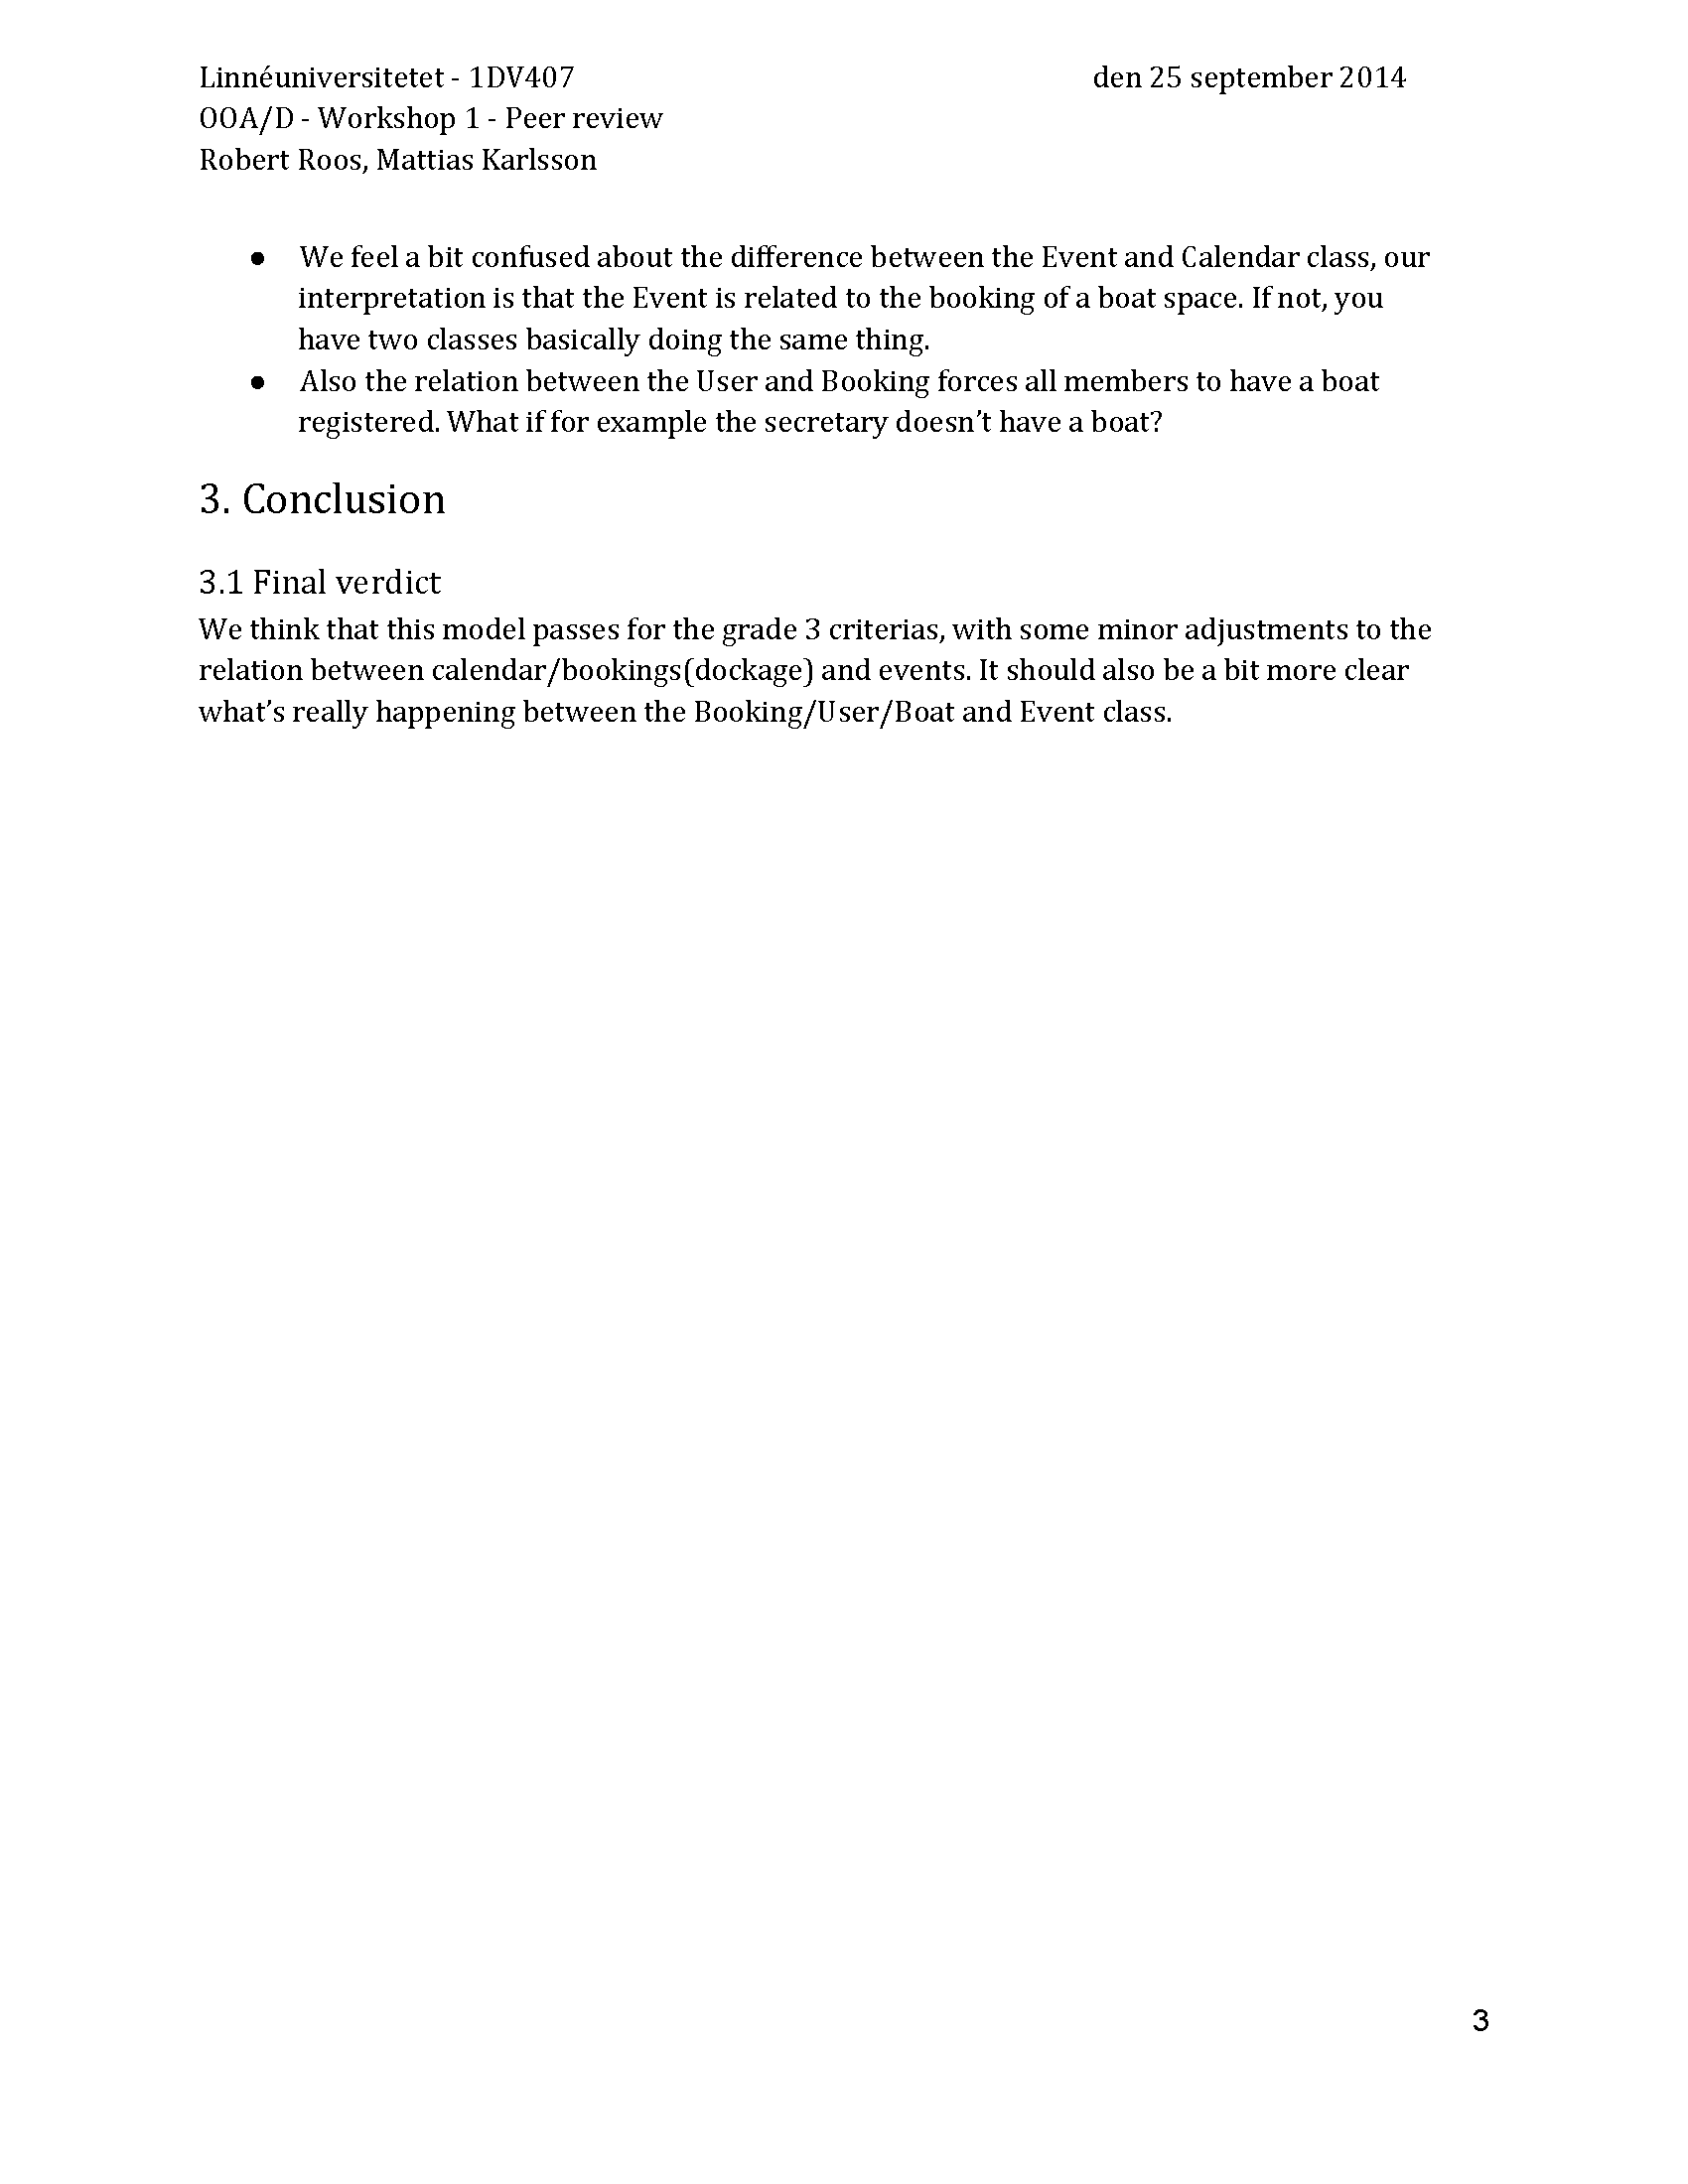 Linnéuniversitetet - 1DV407 den 25 september 2014
OOA/D - Workshop 1 - Peer review
Robert Roos, Mattias Karlsson
● We feel a bit confused about the difference between the Event and Calendar class, our
interpretation is that the Event is related to the booking of a boat space. If not, you
have two classes basically doing the same thing.
● Also the relation between the User and Booking forces all members to have a boat
registered. What if for example the secretary doesn’t have a boat?
3. Conclusion
3.1 Final verdict
We think that this model passes for the grade 3 criterias, with some minor adjustments to the
relation between calendar/bookings(dockage) and events. It should also be a bit more clear
what’s really happening between the Booking/User/Boat and Event class.
3